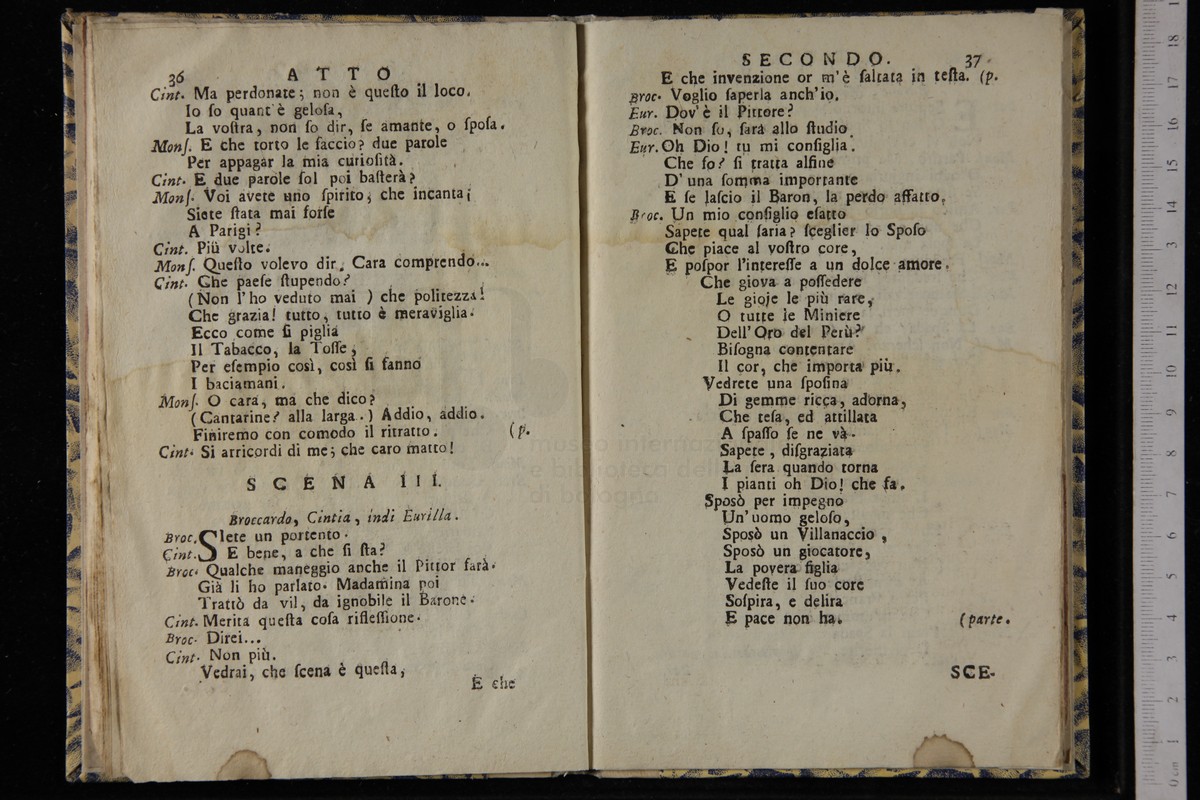 36 ATTO
Cint. Ma perdonate; non è queſto il loco.
Io ſo quant'è geloſa,
La voſtra, non ſo dir, ſe amante, o ſpoſa.
Monſ. E che torto le faccio? due parole
Per appagar la mia curioſità.
Cint. E due parole ſol poi baſterà?
Monſ. Voi avete uno ſpirito, che incanta;
Siete ſtata mai forſe
A Parigi?
Cint. Più volte.
Monſ. Queſto volevo dir. Cara comprendo...
Cint. Che paeſe ſtupendo!
(Non l'ho veduto mai) che politezza!
Che grazia! tutto, tutto è meraviglia.
Ecco come ſi piglia
Il Tabacco, la Toſſe,
Per eſempio così, così ſi fanno
I baciamani.
Monſ. O cara, ma che dico?
(Cantarine! alla larga.) Addio, addio.
Finiremo con comodo il ritratto. (p.
Cint. Si arricordi di me; che caro matto!
SCENA III.
Broccardo, Cintia, indi Eurilla.
Broc. SIete un portento.
Cint. E bene, a che ſi ſta?
Broc. Qualche maneggio anche il Pittor farà.
Già li ho parlato. Madamina poi
Trattò da vil, da ignobile il Barone.
Cint. Merita queſta coſa rifleſſione.
Broc. Direi...
Cint. Non più.
Vedrai, che ſcena è queſta,
E che
SECONDO. 37
E che invenzione or m'è ſaltata in teſta. (p.
Broc. Voglio ſaperla anch'io.
Eur. Dov'è il Pittore?
Broc. Non ſo, ſarà allo ſtudio.
Eur. Oh Dio! tu mi conſiglia.
Che fo? ſi tratta alfine
D'una ſomma importante
E ſe laſcio il Baron, la perdo affatto.
Broc. Un mio conſiglio eſatto
Sapete qual ſaria? ſceglier lo Spoſo
Che piace al voſtro core,
E poſpor l'intereſſe a un dolce amore.
Che giova a poſſedere
Le gioje le più rare,
O tutte le Miniere
Dell'Oro del Perù?
Biſogna contentare
Il cor, che importa più.
Vedrete una ſpoſina
Di gemme ricca, adorna,
Che teſa, ed attillata
A ſpaſſo ſe ne và.
Sapete, diſgraziata
La ſera quando torna
I pianti oh Dio! che fa.
Sposò per impegno
Un'uomo geloſo,
Sposò un Villanaccio,
Sposò un giocatore,
La povera figlia
Vedeſte il ſuo core
Soſpira, e delira
E pace non ha. (parte.
SCE-